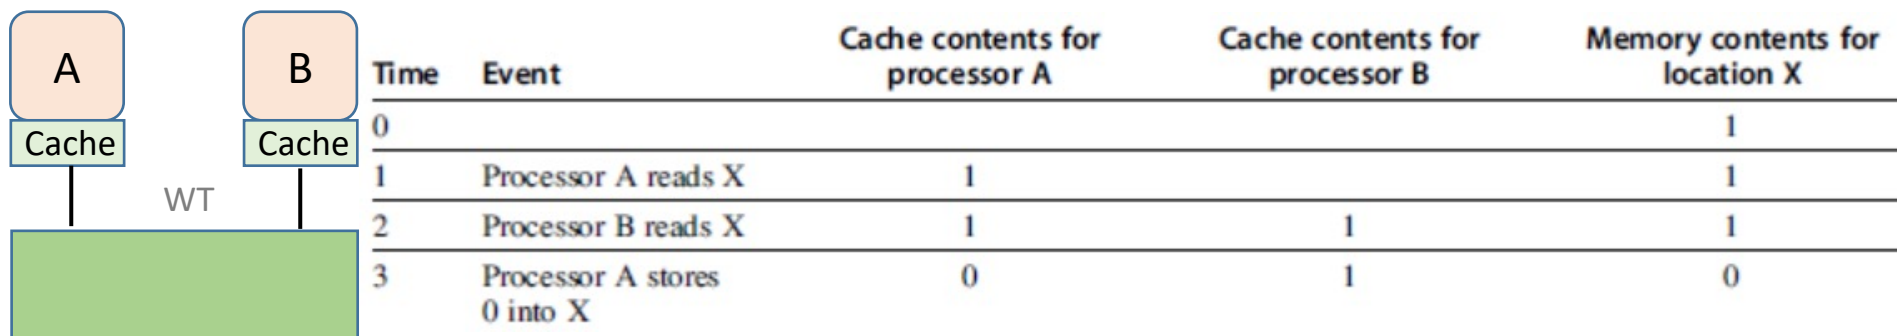 A
B
Cache
Cache
WT
Cache contents for Cache contents for Memory contents for
Time Event processor A processor B location X
0 1
1 Processor A reads X 1 1
2 Processor B reads X 1 1 1
3 Processor A stores 0 1 0
0 into X